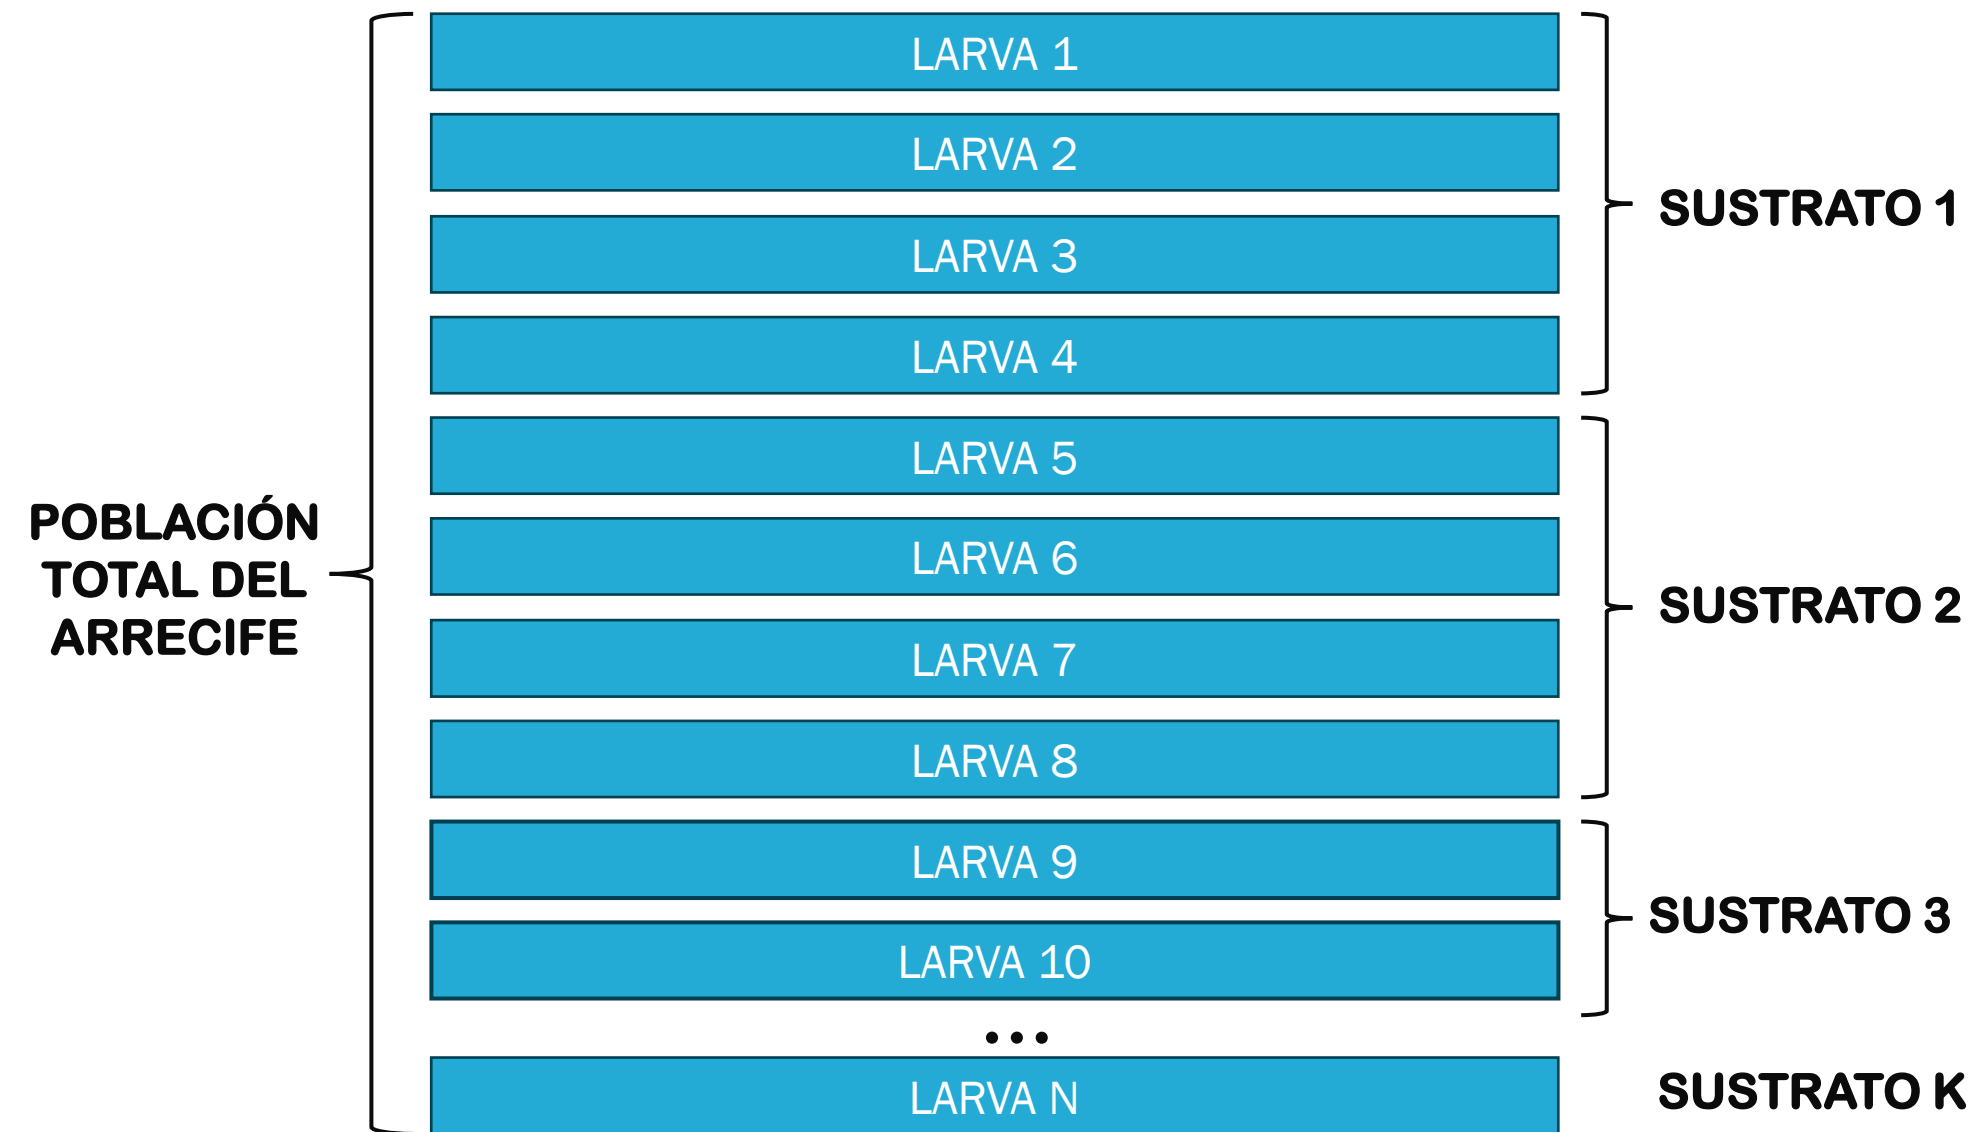 LARVA 1
LARVA 2
LARVA 3
LARVA 4
LARVA 5
LARVA 6
LARVA 7
LARVA 8
LARVA 9
LARVA 10
...
LARVA N
POBLACIÓN
TOTAL DEL
ARRECIFE
SUSTRATO 1
SUSTRATO 2
SUSTRATO 3
SUSTRATO K